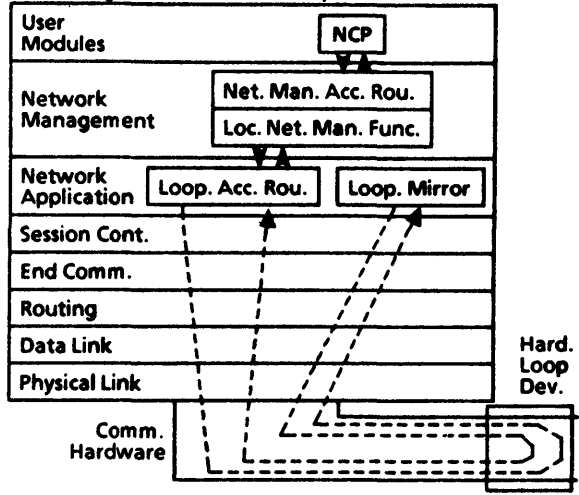 User
Modules
NCP
Network
Management
Net. Man. Acc. Rou.
Loc. Net. Man. Func.
Network
Application
Loop. Acc. Rou.
Loop. Mirror
Session Cont.
End Comm.
Routing
Data Link
Physical Link
Hard.
Loop
Dev.
Comm.
Hardware